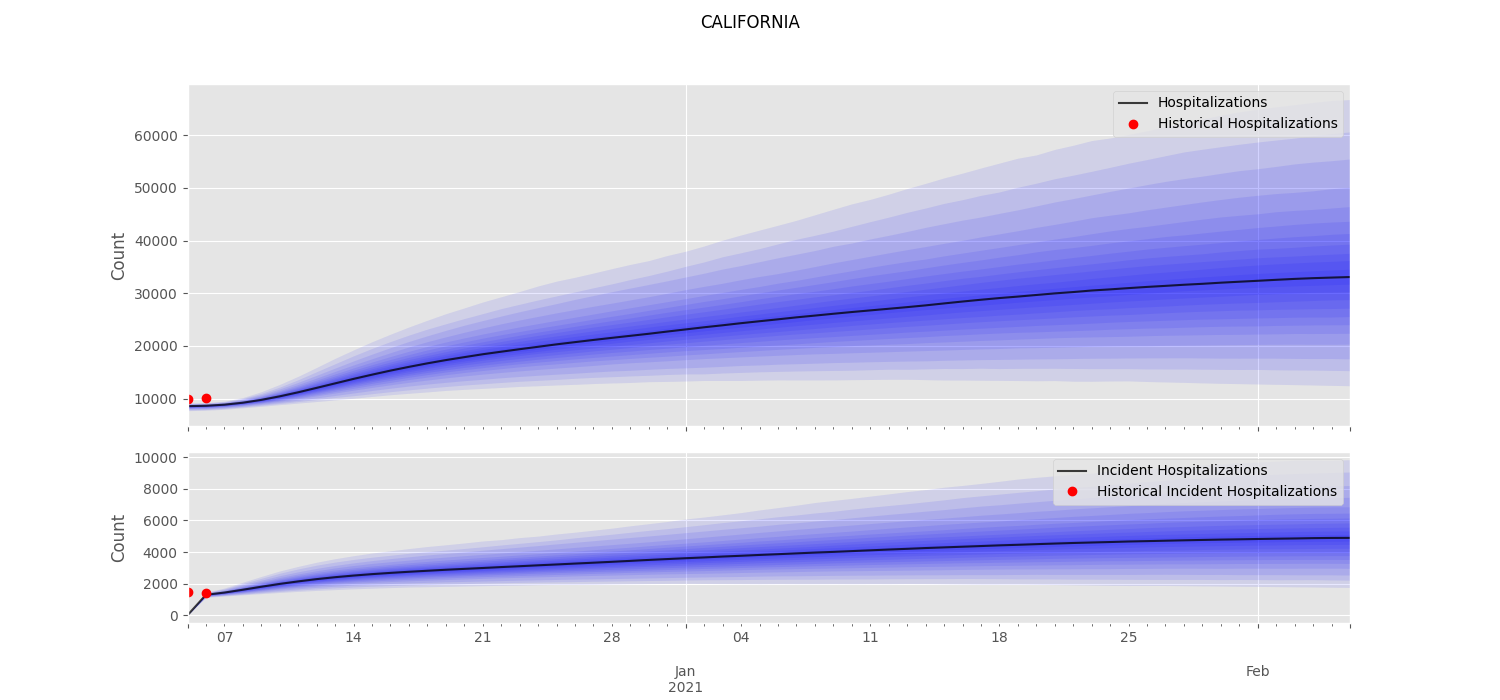 CALIFORNIA
Hospitalizations
Historical Hospitalizations
60000
50000
40000
30000
20000
10000
Count
Incident Hospitalizations
Historical Incident Hospitalizations
10000
8000
6000
4000
2000
0
Count
07 14 21 28 04 11 18 25
Jan Feb
2021